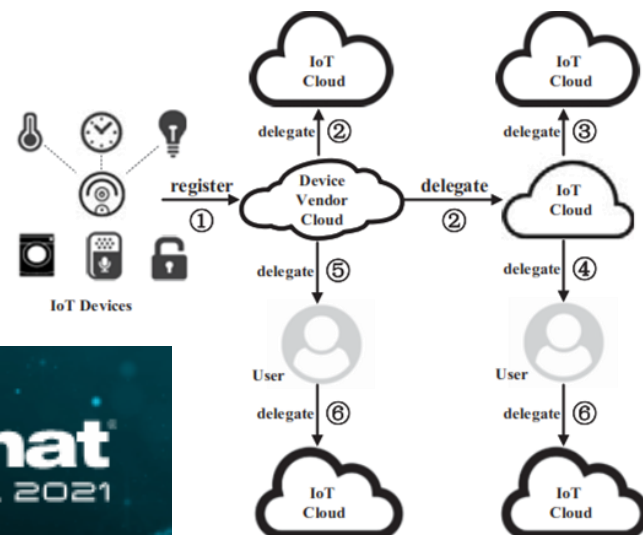 IoT
Cloud
IoT
Cloud
delegate ②
delegate ③
register
①
Device
Vendor
Cloud
delegate
②
IoT
Cloud
IoT Devices
delegate ⑤
delegate ④
User
User
delegate ⑥
delegate ⑥
IoT
Cloud
IoT
Cloud
2021